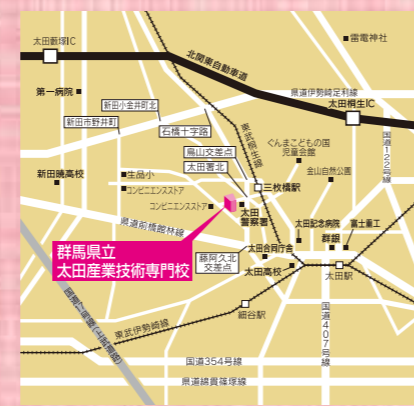 太田藪塚IC
雷電神社
北関東自動車道
第一病院
県道伊勢崎足利線
太田桐生IC
新田小金井町北
新田市野井町
石橋十字路
東武桐生線
国道122号線
鳥山交差点
太田署北
ぐんまこどもの国
児童会館
金山自然公園
新田暁高校
生品小
コンビニエンスストア
三枚橋駅
コンビニエンスストア
太田
警察署
県道前橋館林線
太田記念病院
富士重工
群銀
群馬県立
太田産業技術専門校
藤阿久北
交差点
太田合同庁舎
太田高校
太田駅
国道17号線(上武道路)
東武伊勢崎線
細谷駅
国道407号線
国道354号線
県道綿貫篠塚線